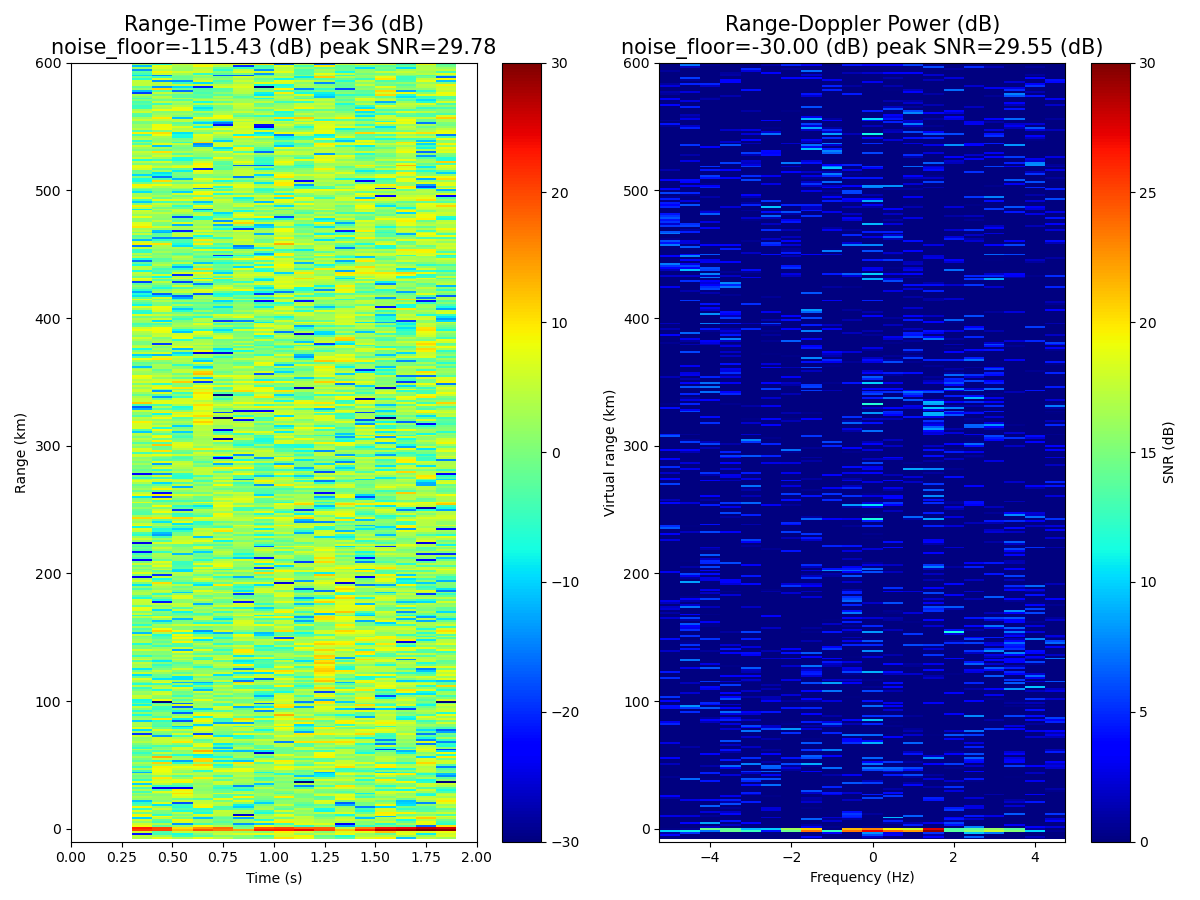 Range-Time Power f=36 (dB)
noise_floor=-115.43 (dB) peak SNR=29.78
600
500
400
300
200
100
0
Range (km)
0.00 0.25 0.50 0.75 1.00 1.25 1.50 1.75 2.00
Time (s)
30
20
10
0
−10
−20
−30
Range-Doppler Power (dB)
noise_floor=-30.00 (dB) peak SNR=29.55 (dB)
600
500
400
300
200
100
0
Virtual range (km)
−4 −2 0 2 4
Frequency (Hz)
30
25
20
15
10
5
0
SNR (dB)